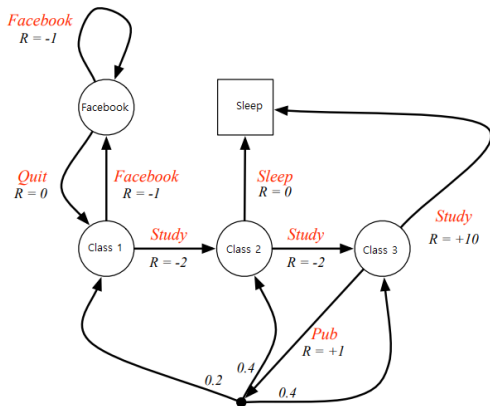 Facebook
R = -1
Facebook
Sleep
Quit
R = 0
Facebook
R = -1
Sleep
R = 0
Study
R = +10
Class 1
Study
R = -2
Class 2
Study
R = -2
Class 3
Pub
R = +1
0.2
0.4
0.4